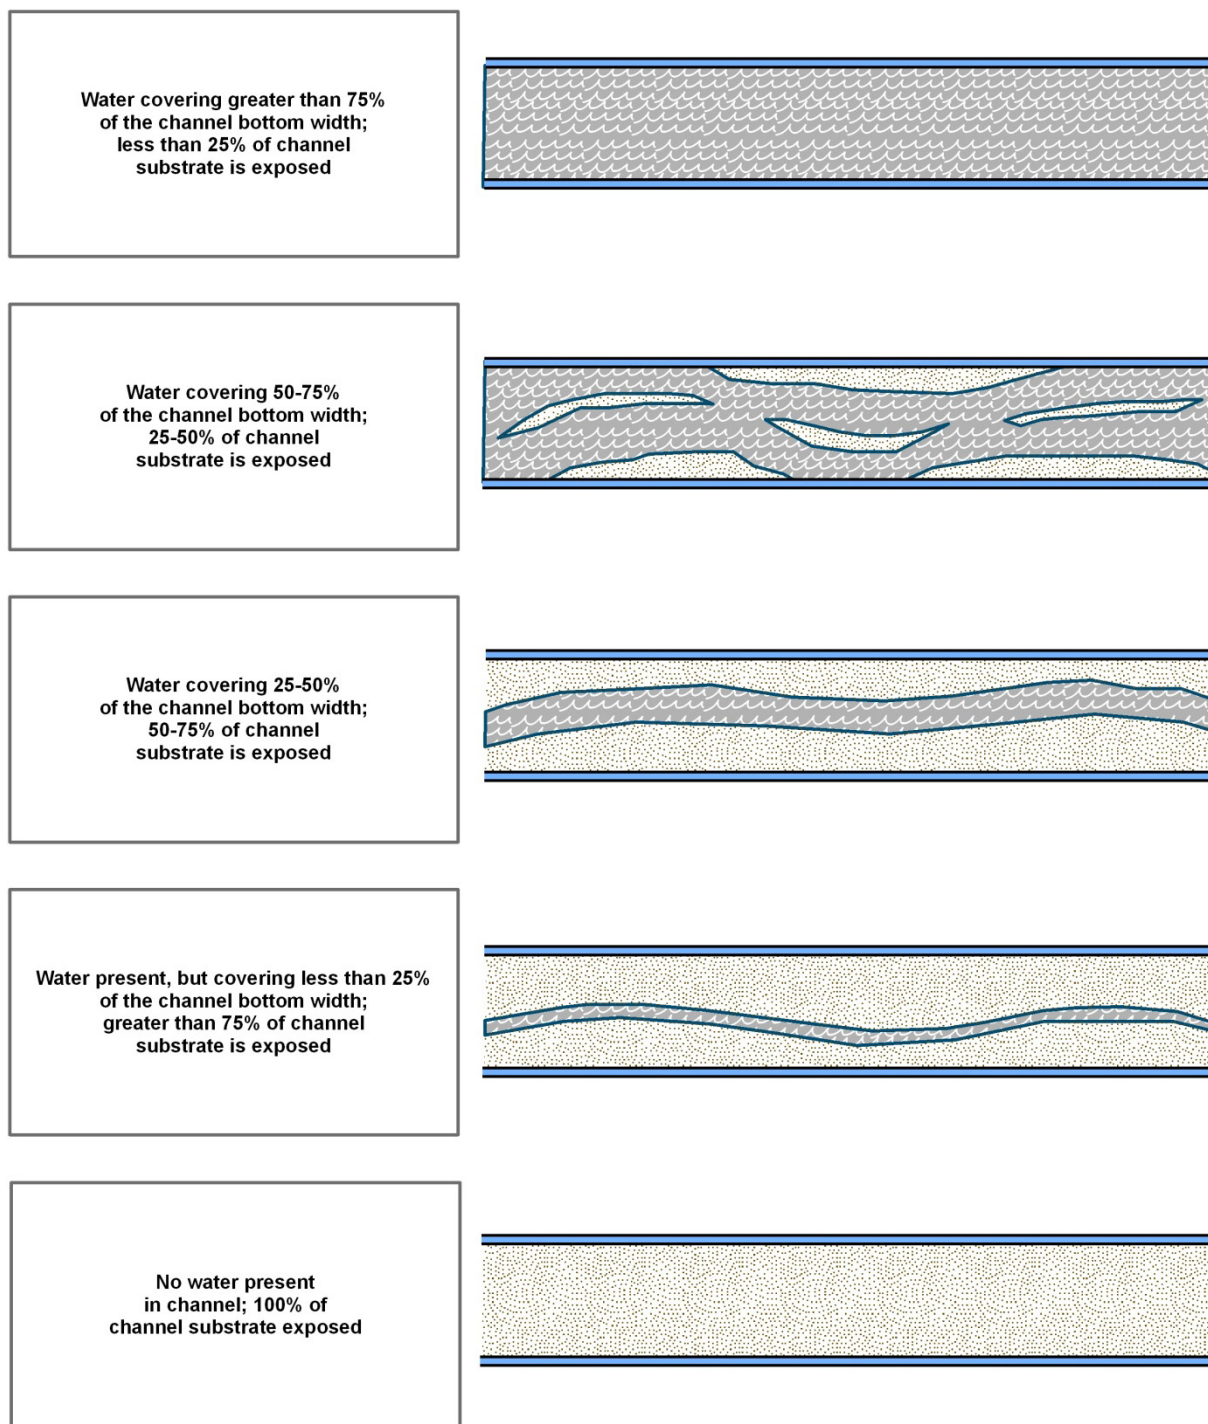 Water covering greater than 75%
of the channel bottom width;
less than 25% of channel
substrate is exposed
Water covering 50-75%
of the channel bottom width;
25-50% of channel
substrate is exposed
Water covering 25-50%
of the channel bottom width;
50-75% of channel
substrate is exposed
Water present, but covering less than 25%
of the channel bottom width;
greater than 75% of channel
substrate is exposed
No water present
in channel; 100% of
channel substrate exposed